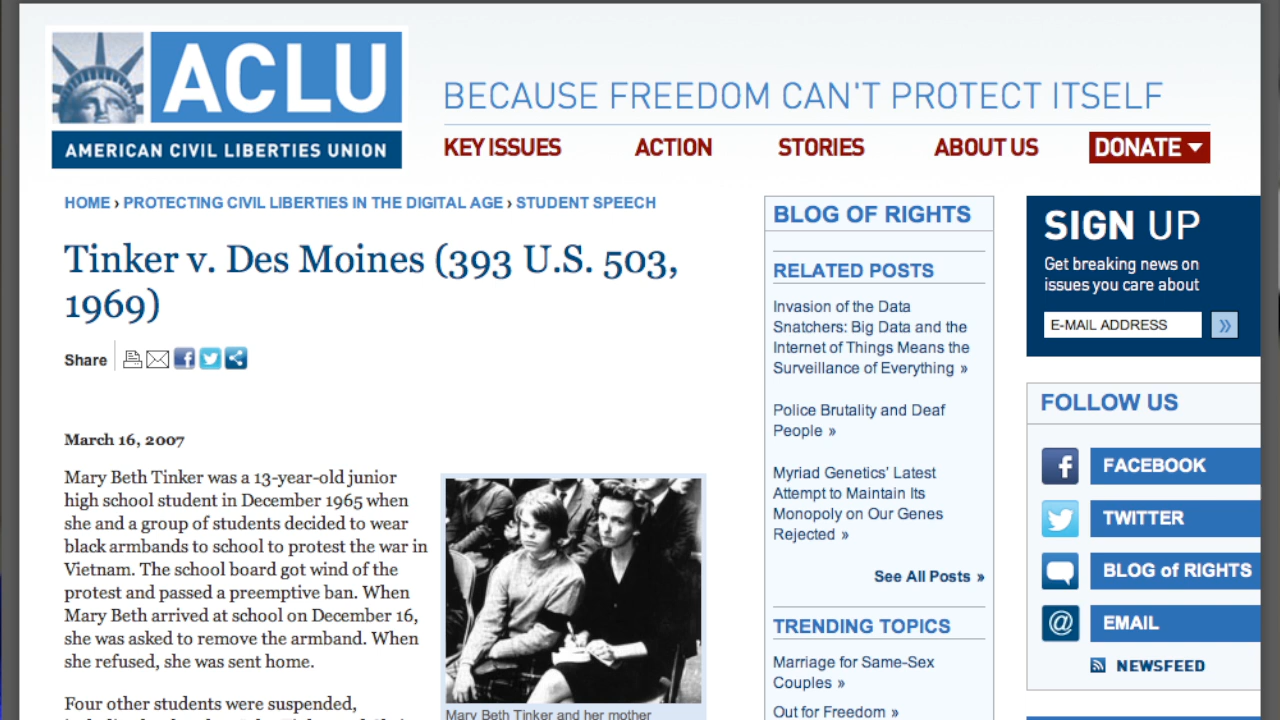 ACLU
AMERICAN CIVIL LIBERTIES UNION
BECAUSE FREEDOM CAN'T PROTECT ITSELF
KEY ISSUES
ACTION
STORIES
ABOUT US
DONATE
HOME › PROTECTING CIVIL LIBERTIES IN THE DIGITAL AGE › STUDENT SPEECH
Tinker v. Des Moines (393 U.S. 503,
1969)
Share
March 16, 2007
Mary Beth Tinker was a 13-year-old junior
high school student in December 1965 when
she and a group of students decided to wear
black armbands to school to protest the war in
Vietnam. The school board got wind of the
protest and passed a preemptive ban. When
Mary Beth arrived at school on December 16,
she was asked to remove the armband. When
she refused, she was sent home.
Four other students were suspended,
Mary Beth Tinker and her mother
BLOG OF RIGHTS
RELATED POSTS
Invasion of the Data
Snatchers: Big Data and the
Internet of Things Means the
Surveillance of Everything »
Police Brutality and Deaf
People »
Myriad Genetics' Latest
Attempt to Maintain Its
Monopoly on Our Genes
Rejected »
See All Posts »
TRENDING TOPICS
Marriage for Same-Sex
Couples »
Out for Freedom »
SIGN UP
Get breaking news on
issues you care about
E-MAIL ADDRESS
»
FOLLOW US
FACEBOOK
TWITTER
BLOG of RIGHTS
@ EMAIL
NEWSFEED